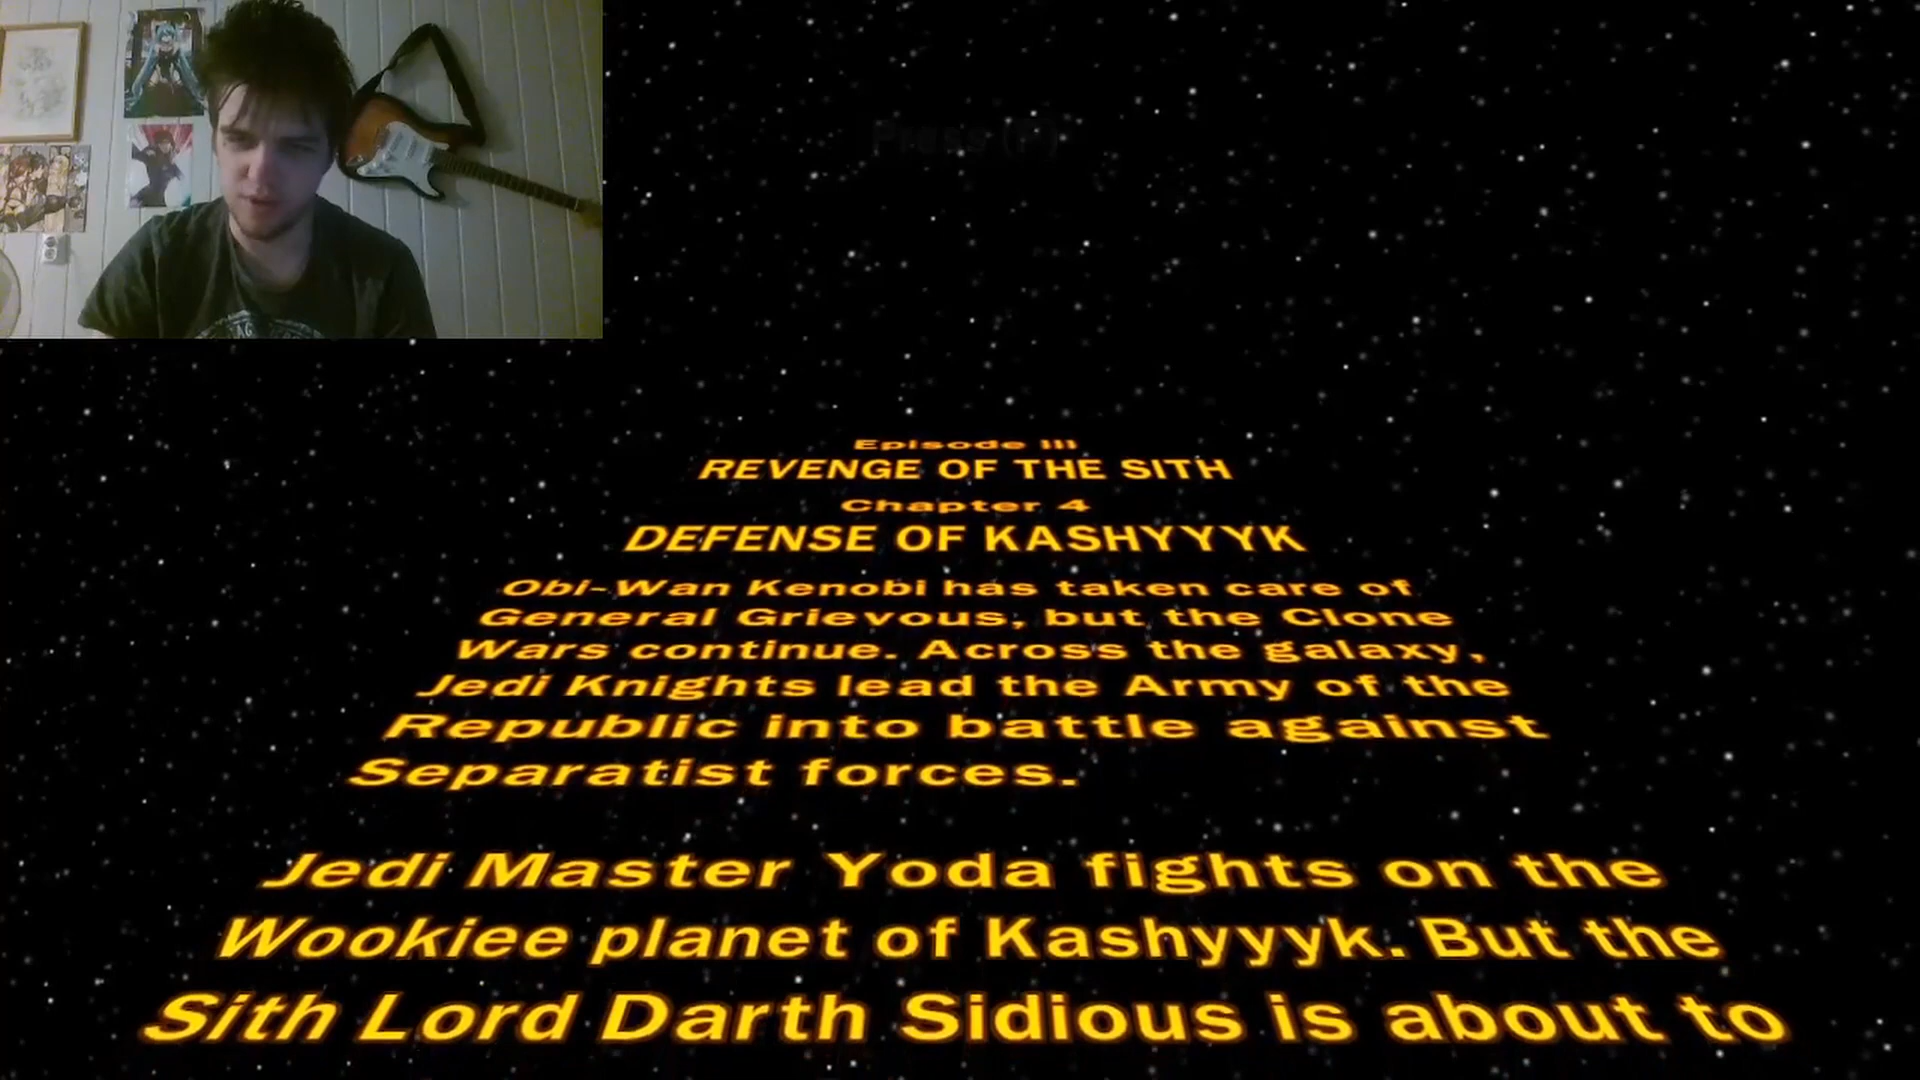 Press (P)
Episode III
REVENGE OF THE SITH
Chapter 4
DEFENSE OF KASHYYYK
Obi-Wan Kenobi has taken care of
General Grievous, but the Clone
Wars continue. Across the galaxy,
Jedi Knights lead the Army of the
Republic into battle against
Separatist forces.
Jedi Master Yoda fights on the
Wookiee planet of Kashyyyk. But the
Sith Lord Darth Sidious is about to